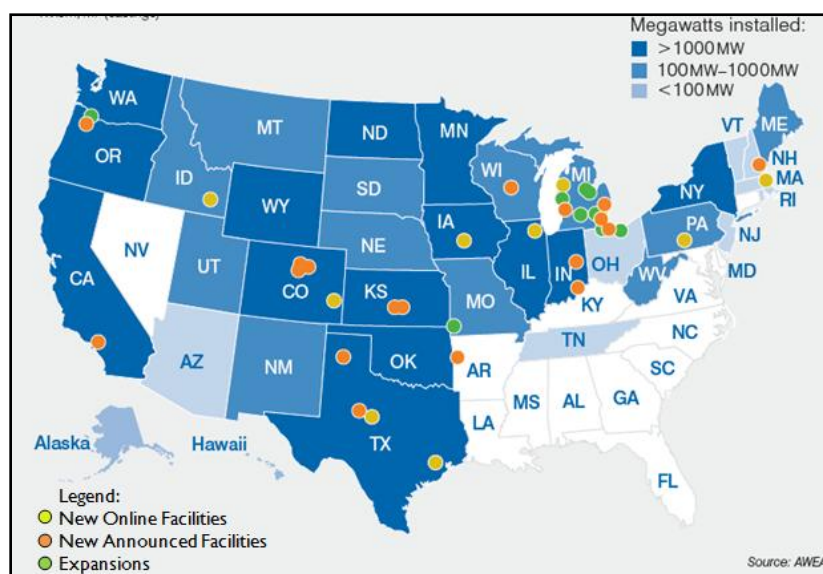 Megawatts installed:
>1000MW
100MW–1000MW
<100MW
WA
MT
ND
MN
VT
ME
OR
ID
SD
WI
MI
NH
MA
NY
RI
WY
IA
PA
NJ
NV
NE
IL
IN
OH
MD
CA
UT
CO
KS
MO
WV
VA
KY
NC
AZ
NM
OK
AR
TN
SC
MS
AL
GA
TX
LA
FL
Alaska
Hawaii
Legend:
New Online Facilities
New Announced Facilities
Expansions
Source: AWEA